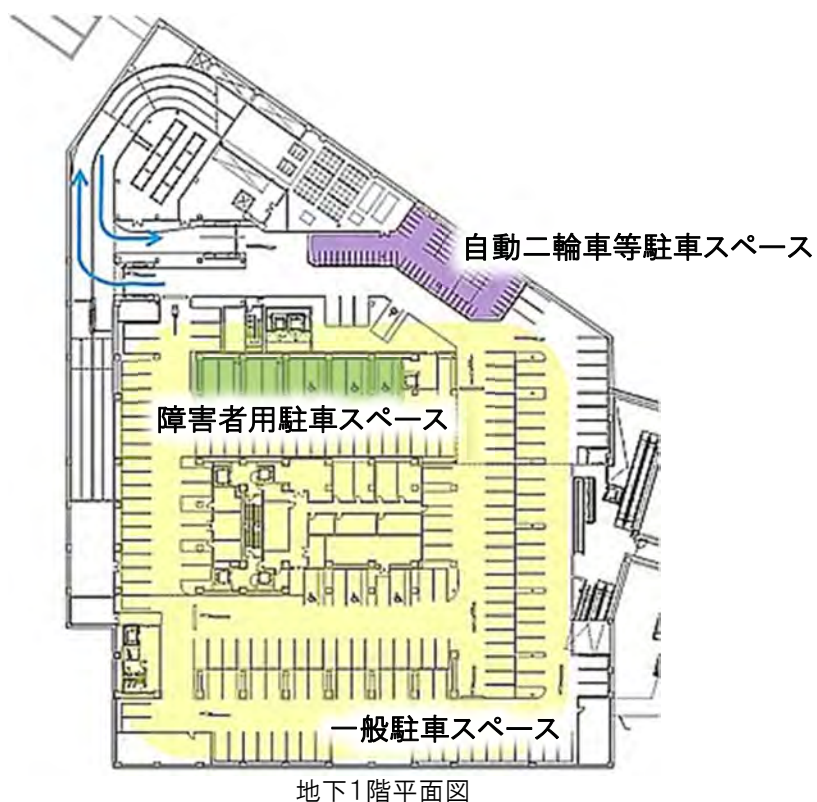 自動二輪車等駐車スペース
障害者用駐車スペース
一般駐車スペース
地下1階平面図